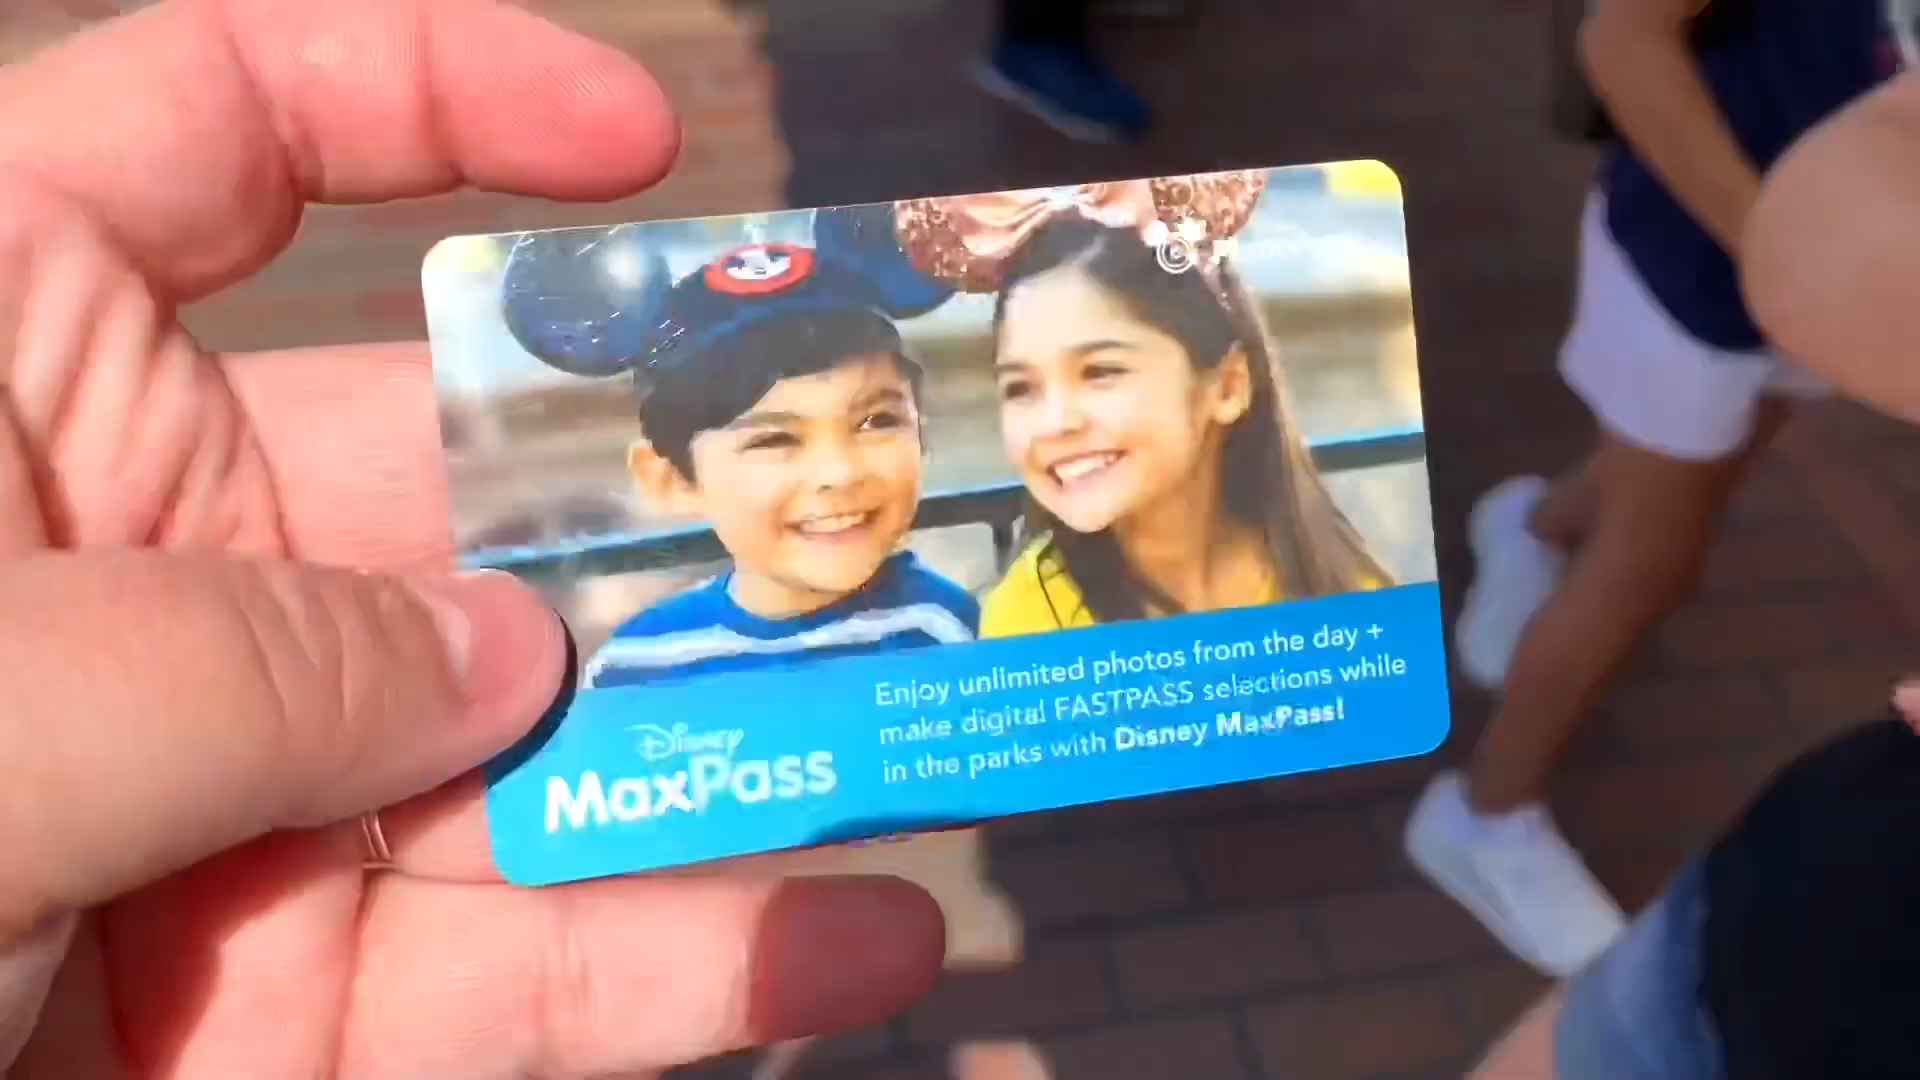 Enjoy unlimited photos from the day +
make digital FASTPASS selections while
in the parks with Disney MaxPass!
Disney
MaxPass